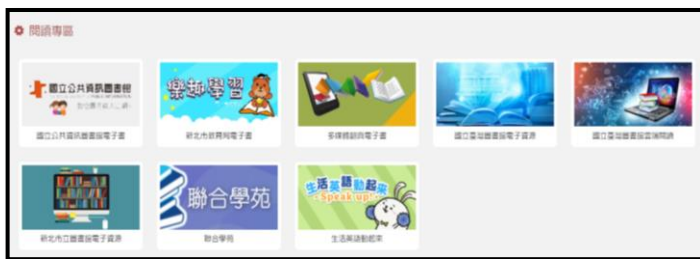 閱讀專區
國立公共資訊圖書館
國立公共資訊圖書館電子書
樂趣學習
新北市教育局電子書
多媒體館與電子書
國立臺灣圖書館電子資源
國立臺灣圖書館雲端閱讀
新北市立圖書館電子資源
聯合學苑
聯合學苑
生活英語動起來
Speak up!
生活英語動起來